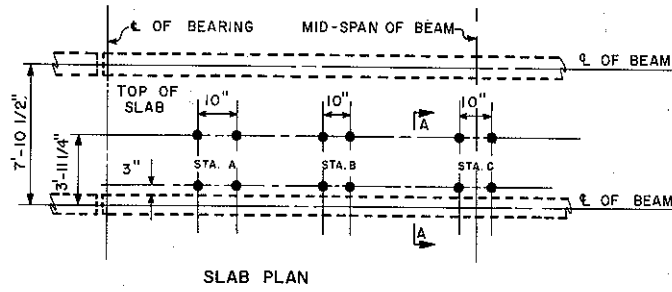 ℄ OF BEARING
MID-SPAN OF BEAM
℄ OF BEAM
TOP OF
SLAB
10"
10"
10"
A
7'-10 1/2"
3'-11 1/4"
3"
STA. A
STA. B
STA. C
℄ OF BEAM
A
SLAB PLAN